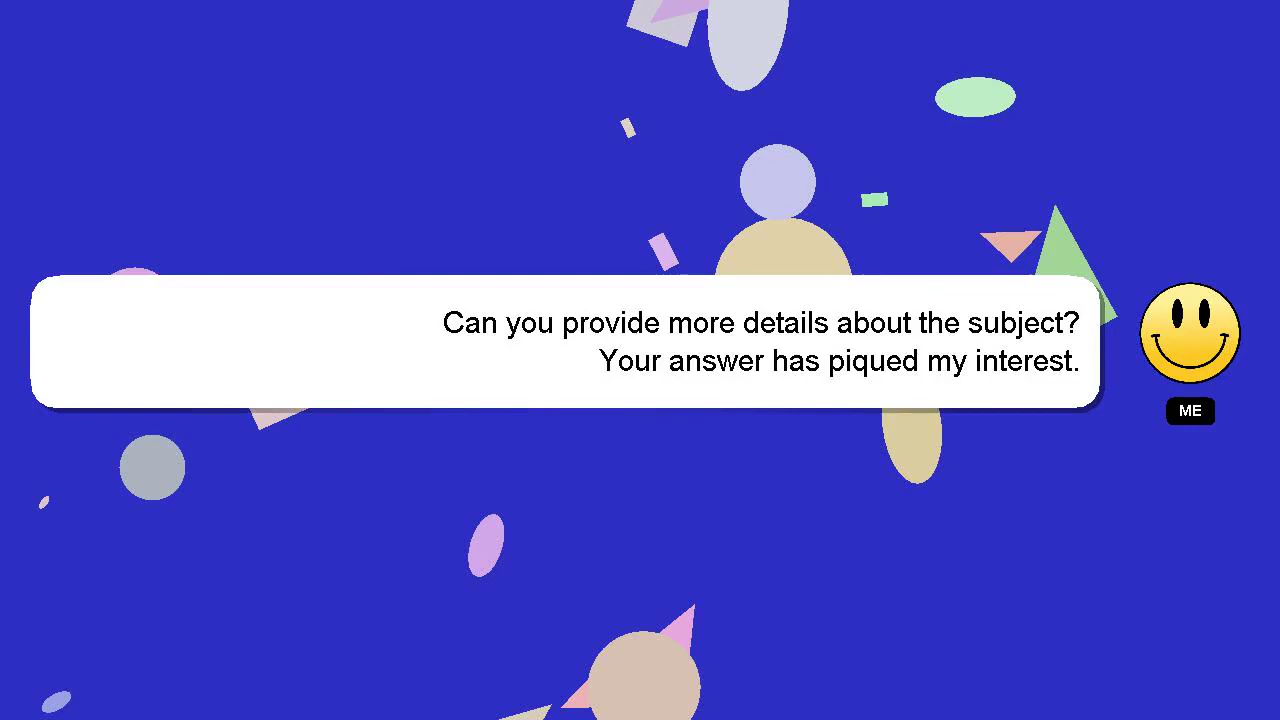 Can you provide more details about the subject?
Your answer has piqued my interest.
ME